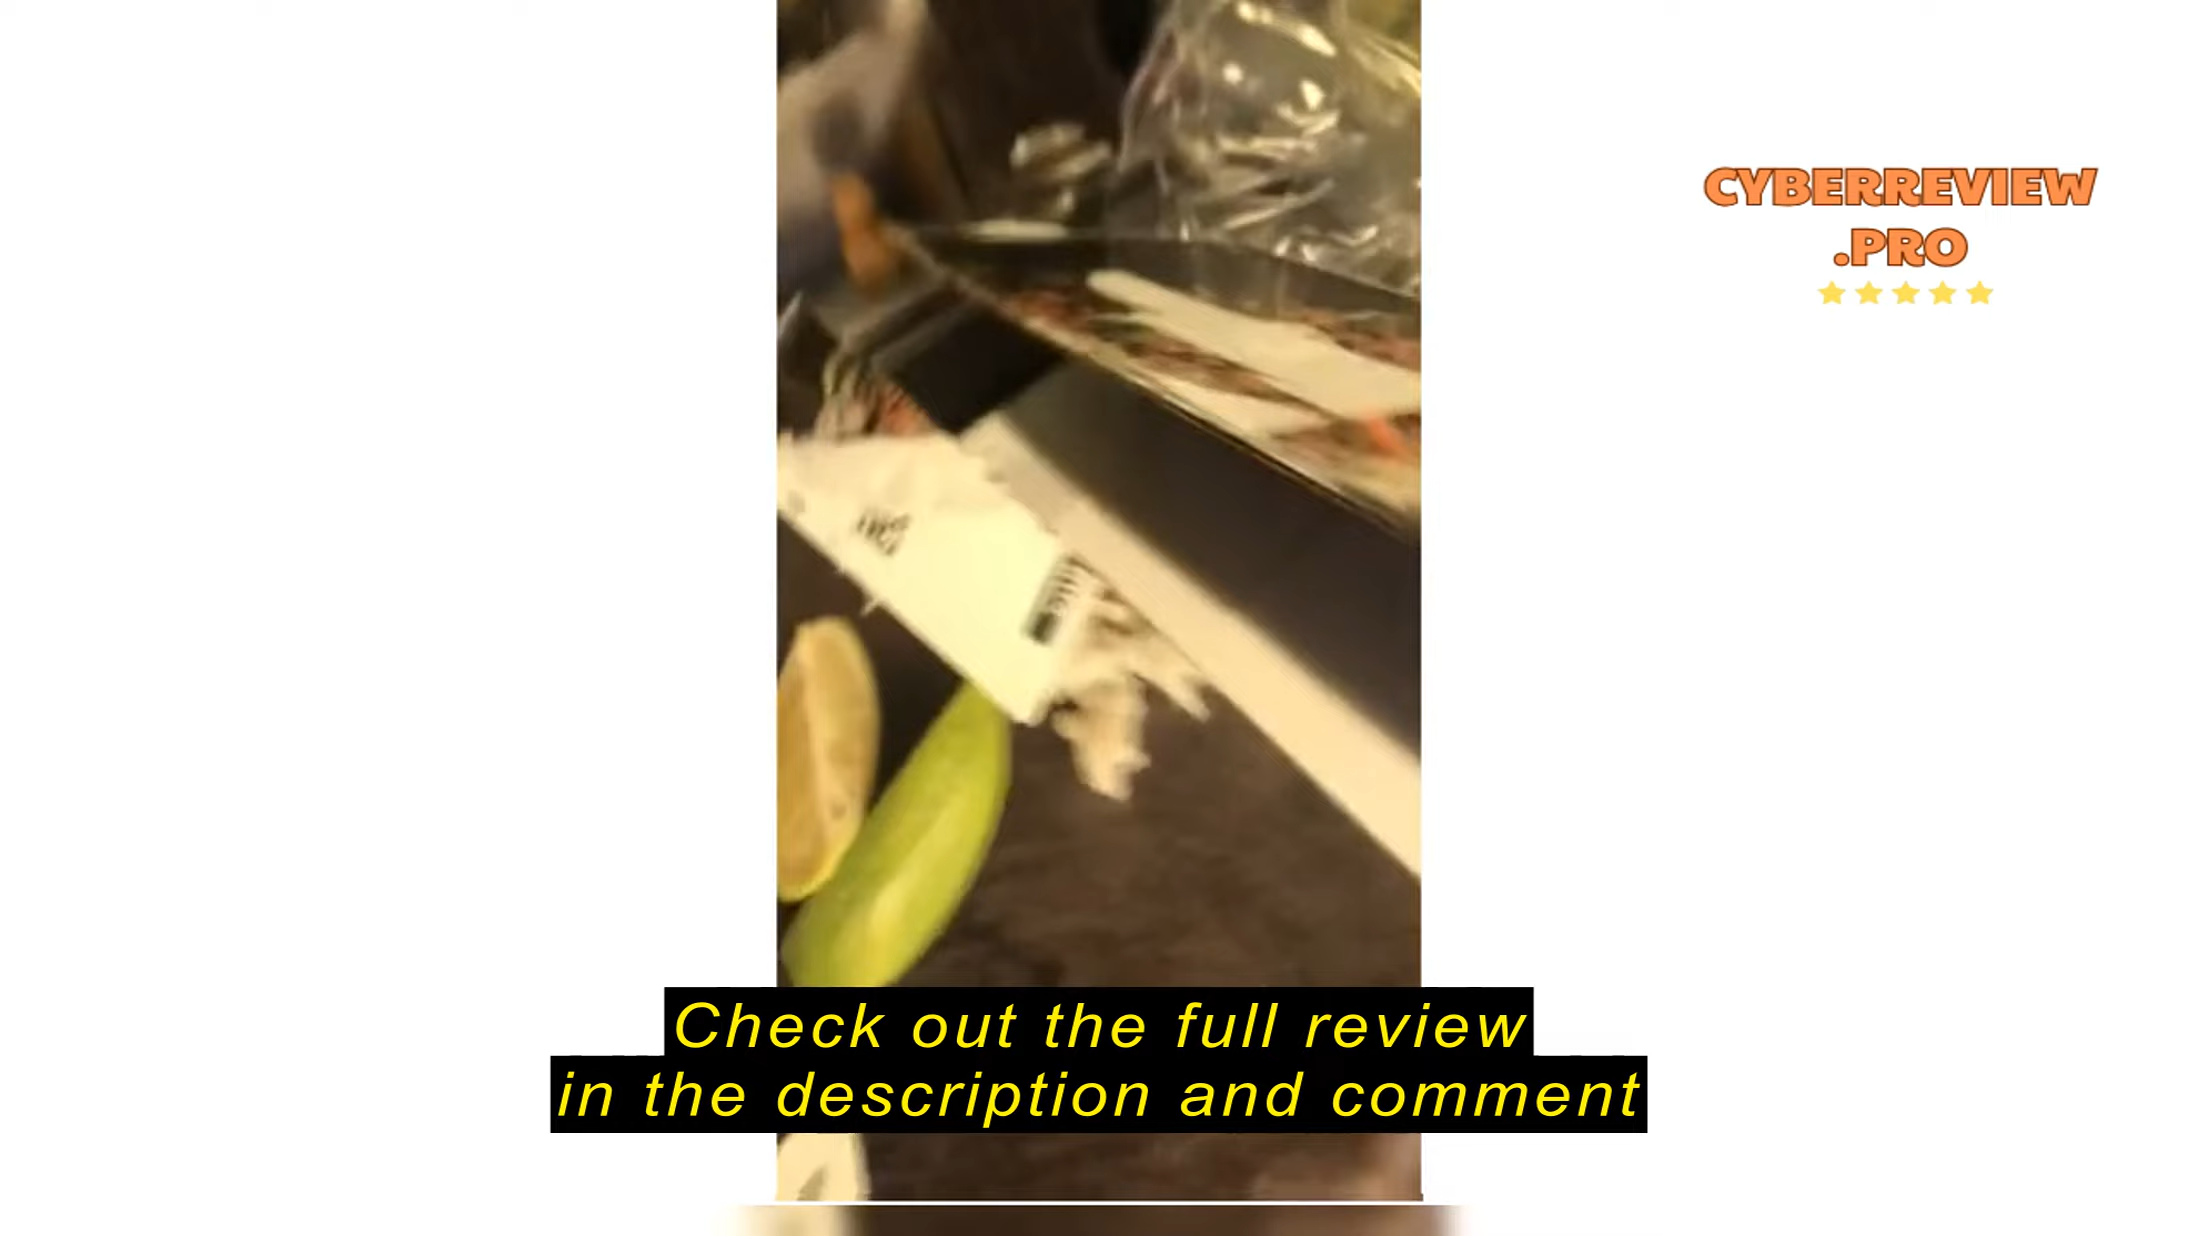 CYBERREVIEW
.PRO
Check out the full review
in the description and comment